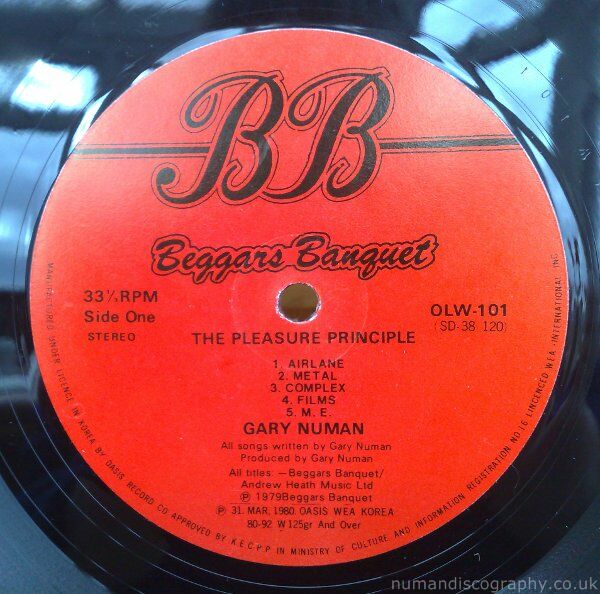 BB
Beggars Banquet
33⅓ RPM
Side One
STEREO
OLW-101
(SD-38 120)
THE PLEASURE PRINCIPLE
1. AIRLANE
2. METAL
3. COMPLEX
4. FILMS
5. M.E.
GARY NUMAN
All songs written by Gary Numan
Produced by Gary Numan
All titles: –Beggars Banquet/
Andrew Heath Music Ltd
Ⓟ 1979Beggars Banquet
Ⓟ 31. MAR, 1980. OASIS WEA KOREA
80-92 W125gr And Over
MANUFACTURED UNDER LICENCE IN KOREA BY OASIS RECORD CO APPROVED BY K.E.C.P.P IN MINISTRY OF CULTURE AND INFORMATION REGISTRATION NO.16 LINCENCED WEA-INTERNATIONAL INC.
101
numandiscography.co.uk